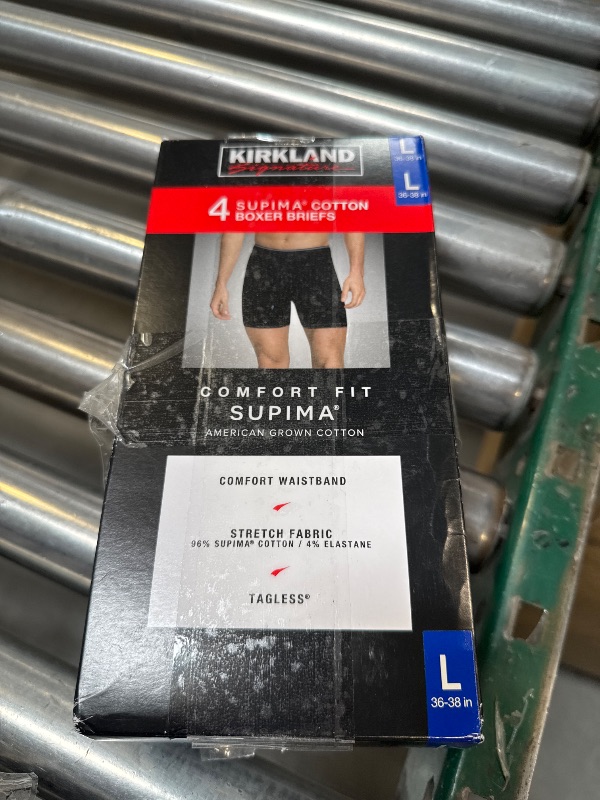 L
36-38 in
KIRKLAND
Signature
L
36-38 in
4 SUPIMA® COTTON
BOXER BRIEFS
COMFORT FIT
SUPIMA®
AMERICAN GROWN COTTON
COMFORT WAISTBAND
STRETCH FABRIC
96% SUPIMA® COTTON / 4% ELASTANE
TAGLESS®
L
36-38 in